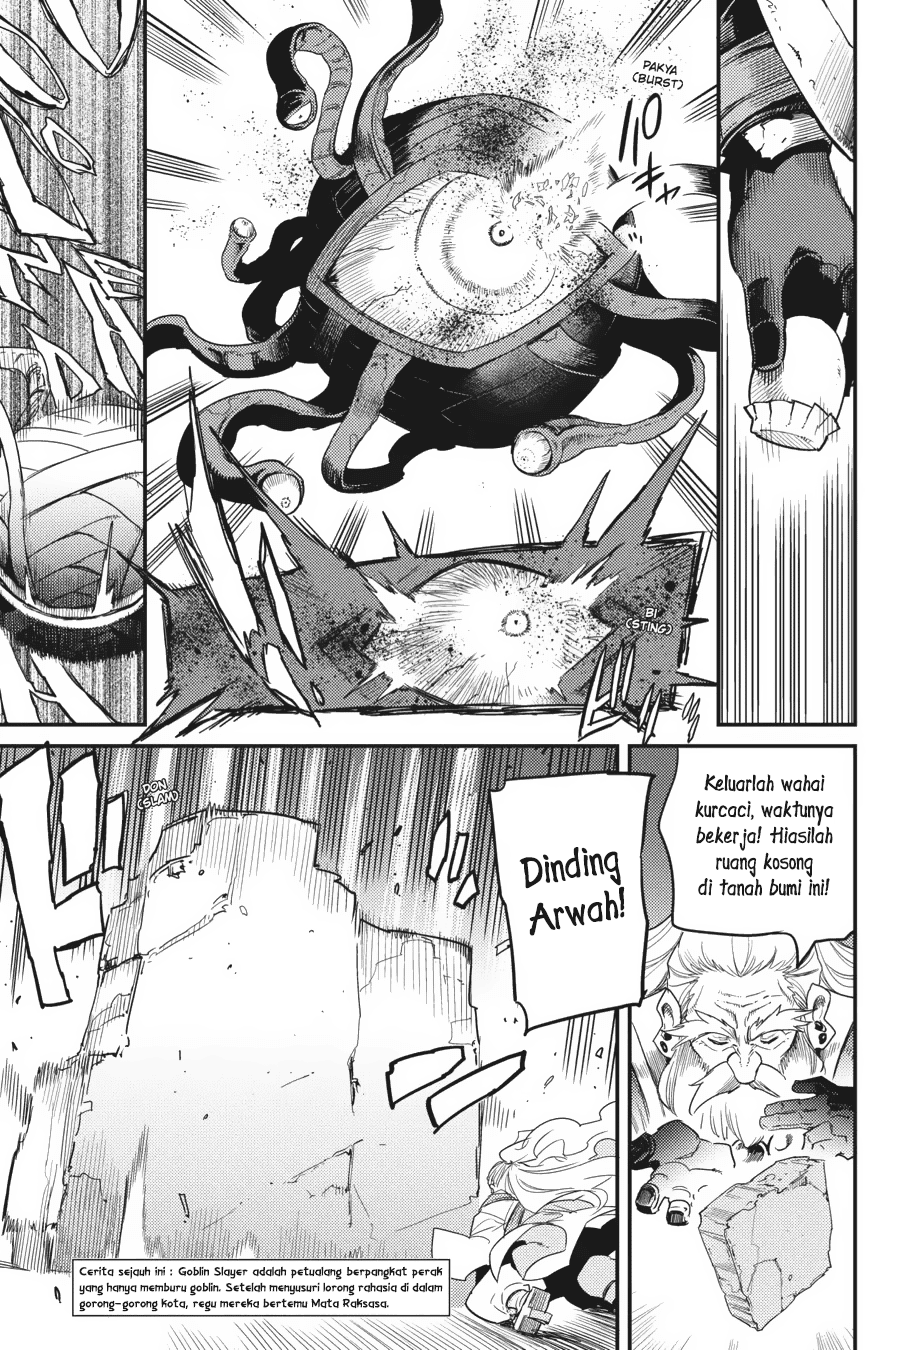 PAKYA
(BURST)
BI
(STING)
Keluarlah wahai
kurcaci, waktunya
bekerja! Hiasilah
ruang kosong
di tanah bumi ini!
Dinding
Arwah!
DON
(SLAM)
Cerita sejauh ini : Goblin Slayer adalah petualang berpangkat perak
yang hanya memburu goblin. Setelah menyusuri lorong rahasia di dalam
gorong-gorong kota, regu mereka bertemu Mata Raksasa.